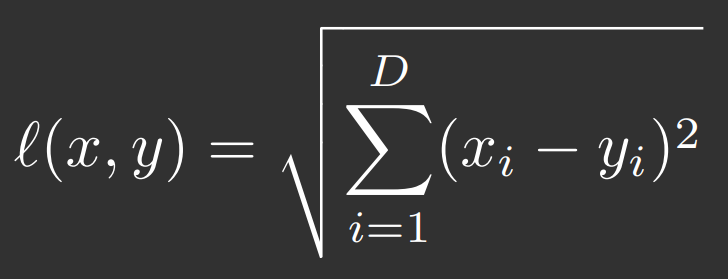 ℓ(x, y) = √(∑_{i=1}^{D} (x_i − y_i)^2)